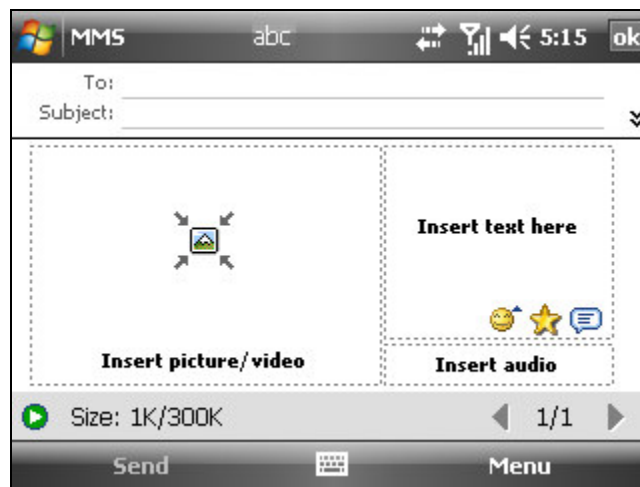 MMS abc 5:15 ok
To:
Subject:
Insert text here
Insert picture/video
Insert audio
Size: 1K/300K 1/1
Send Menu